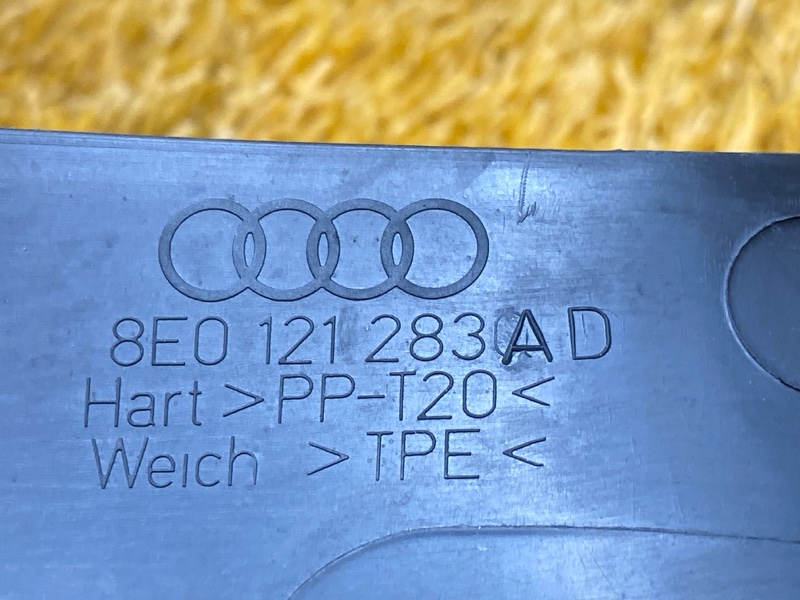 8E0 121 283 AD
Hart >PP-T20<
Weich >TPE<